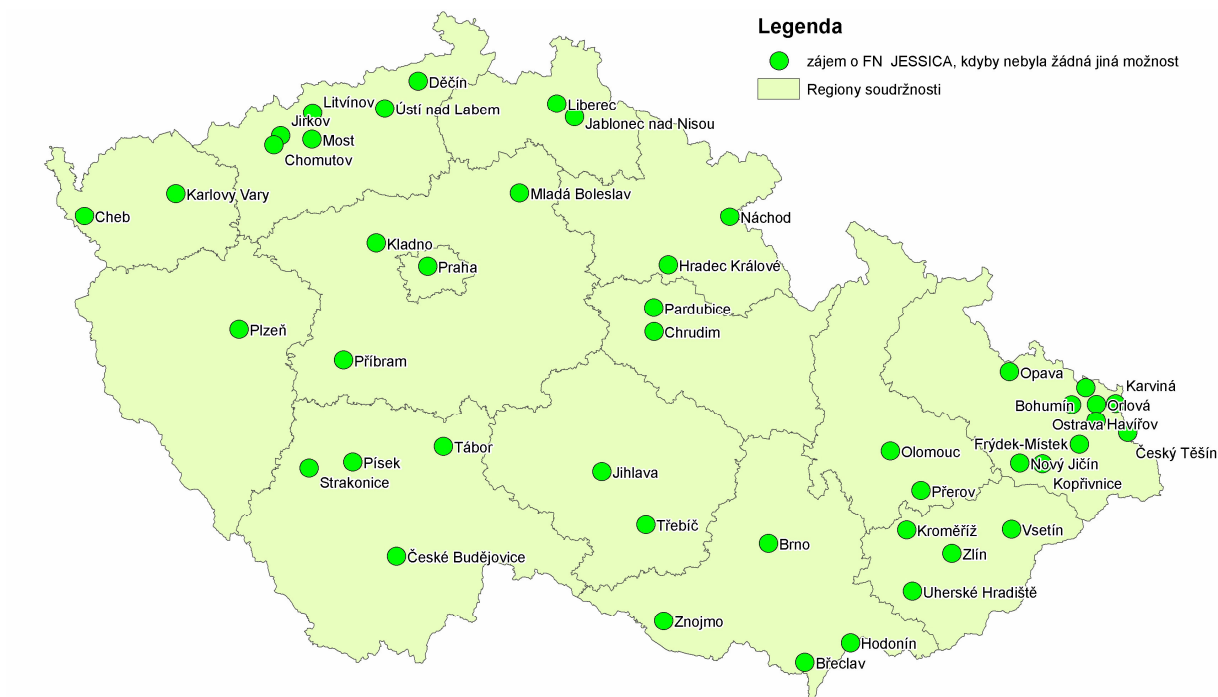 Legenda
zájem o FN JESSICA, kdyby nebyla žádná jiná možnost
Regiony soudržnosti
Děčín
Litvínov
Ústí nad Labem
Liberec
Jirkov
Jablonec nad Nisou
Most
Chomutov
Karlovy Vary
Mladá Boleslav
Cheb
Náchod
Kladno
Praha
Hradec Králové
Pardubice
Plzeň
Chrudim
Příbram
Opava
Karviná
Bohumín
Orlová
Ostrava
Havířov
Tábor
Frýdek-Místek
Olomouc
Český Těšín
Písek
Nový Jičín
Strakonice
Jihlava
Kopřivnice
Přerov
Třebíč
Kroměříž
Vsetín
Brno
Zlín
České Budějovice
Uherské Hradiště
Znojmo
Hodonín
Břeclav